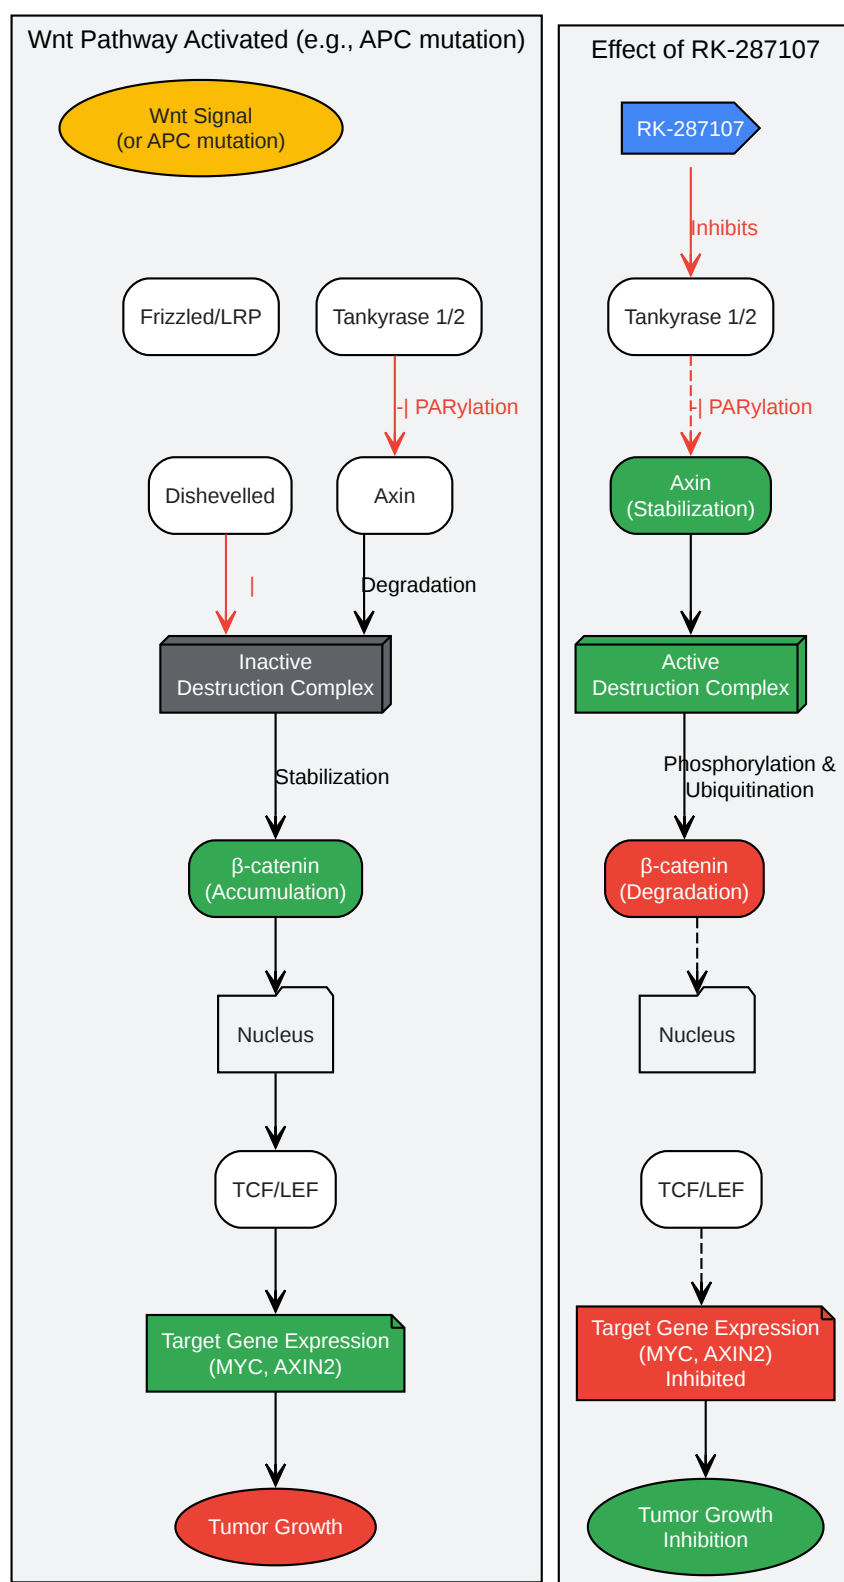 Wnt Pathway Activated (e.g., APC mutation)
Wnt Signal
(or APC mutation)
Frizzled/LRP
Tankyrase 1/2
-| PARylation
Dishevelled
Axin
|
Degradation
Inactive
Destruction Complex
Stabilization
β-catenin
(Accumulation)
Nucleus
TCF/LEF
Target Gene Expression
(MYC, AXIN2)
Tumor Growth
Effect of RK-287107
RK-287107
Inhibits
Tankyrase 1/2
-| PARylation
Axin
(Stabilization)
Active
Destruction Complex
Phosphorylation &
Ubiquitination
β-catenin
(Degradation)
Nucleus
TCF/LEF
Target Gene Expression
(MYC, AXIN2)
Inhibited
Tumor Growth
Inhibition